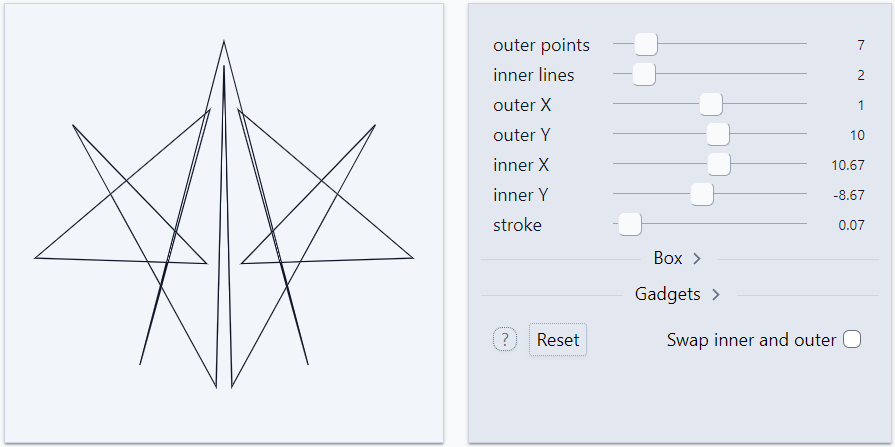 outer points 7
inner lines 2
outer X 1
outer Y 10
inner X 10.67
inner Y -8.67
stroke 0.07
Box >
Gadgets >
? Reset Swap inner and outer